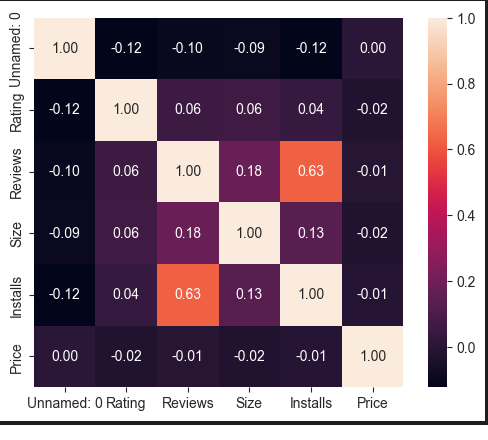 Unnamed: 0 1.00 -0.12 -0.10 -0.09 -0.12 0.00
Rating -0.12 1.00 0.06 0.06 0.04 -0.02
Reviews -0.10 0.06 1.00 0.18 0.63 -0.01
Size -0.09 0.06 0.18 1.00 0.13 -0.02
Installs -0.12 0.04 0.63 0.13 1.00 -0.01
Price 0.00 -0.02 -0.01 -0.02 -0.01 1.00
Unnamed: 0 Rating Reviews Size Installs Price
1.0
0.8
0.6
0.4
0.2
0.0